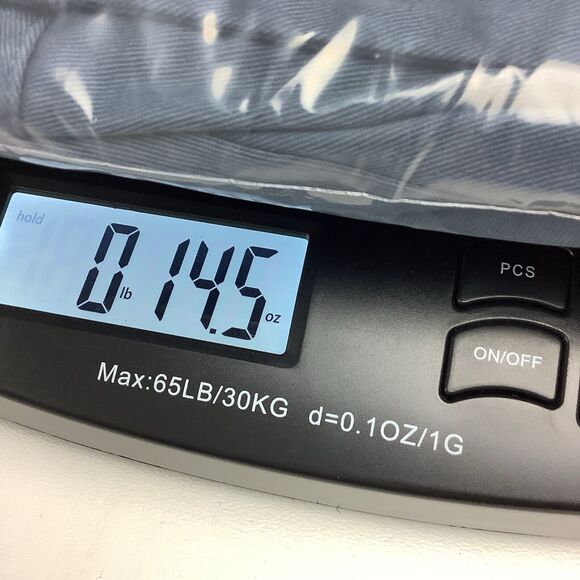 hold
0 lb 14.5 oz
PCS
ON/OFF
Max:65LB/30KG d=0.1OZ/1G